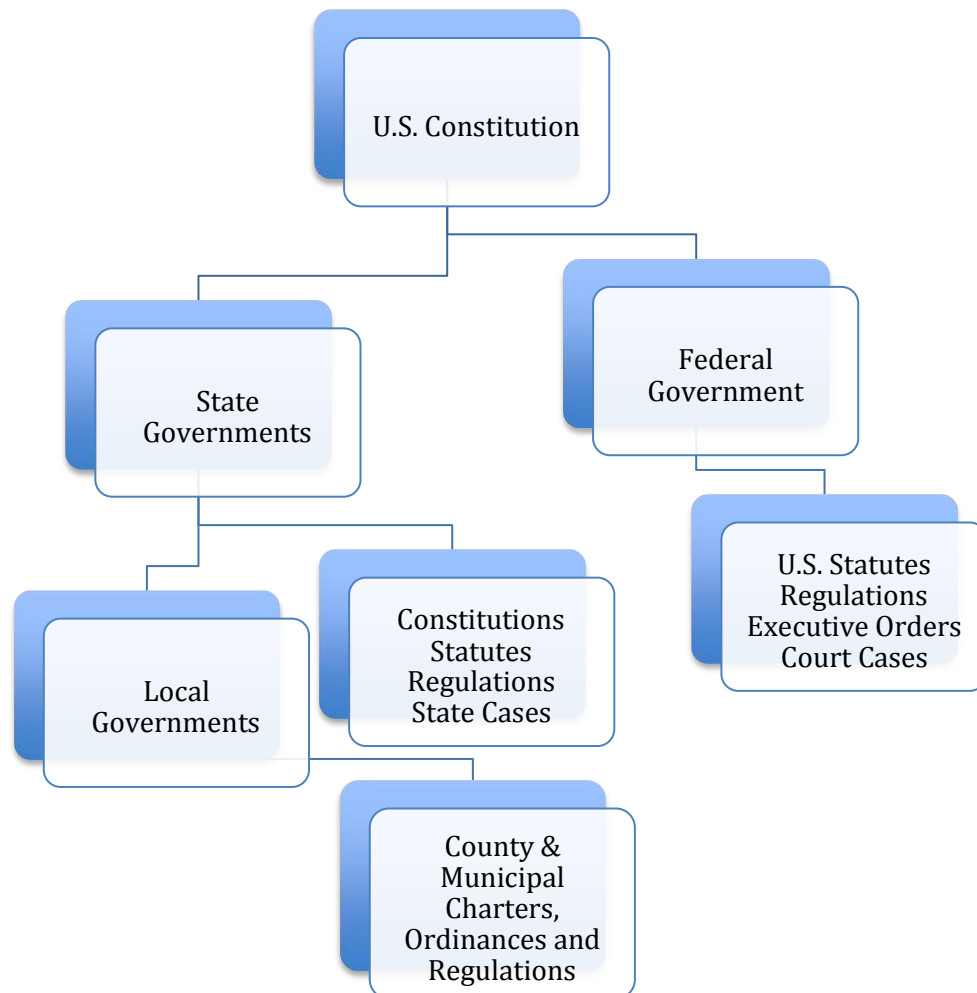 U.S. Constitution
Federal
Government
State
Governments
U.S. Statutes
Regulations
Executive Orders
Court Cases
Constitutions
Statutes
Regulations
State Cases
Local
Governments
County &
Municipal
Charters,
Ordinances and
Regulations